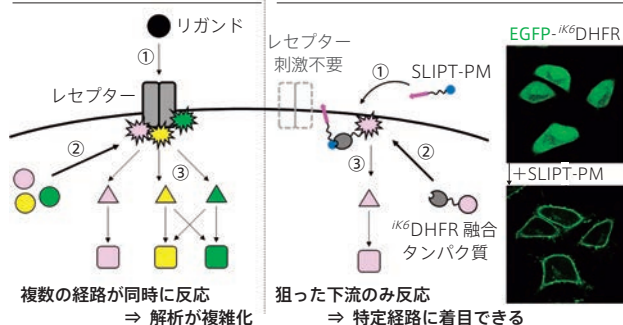 リガンド
①
レセプター
②
③
複数の経路が同時に反応
⇒ 解析が複雑化
レセプター
刺激不要
①
SLIPT-PM
③
②
iK6DHFR 融合
タンパク質
狙った下流のみ反応
⇒ 特定経路に着目できる
EGFP-iK6DHFR
+SLIPT-PM